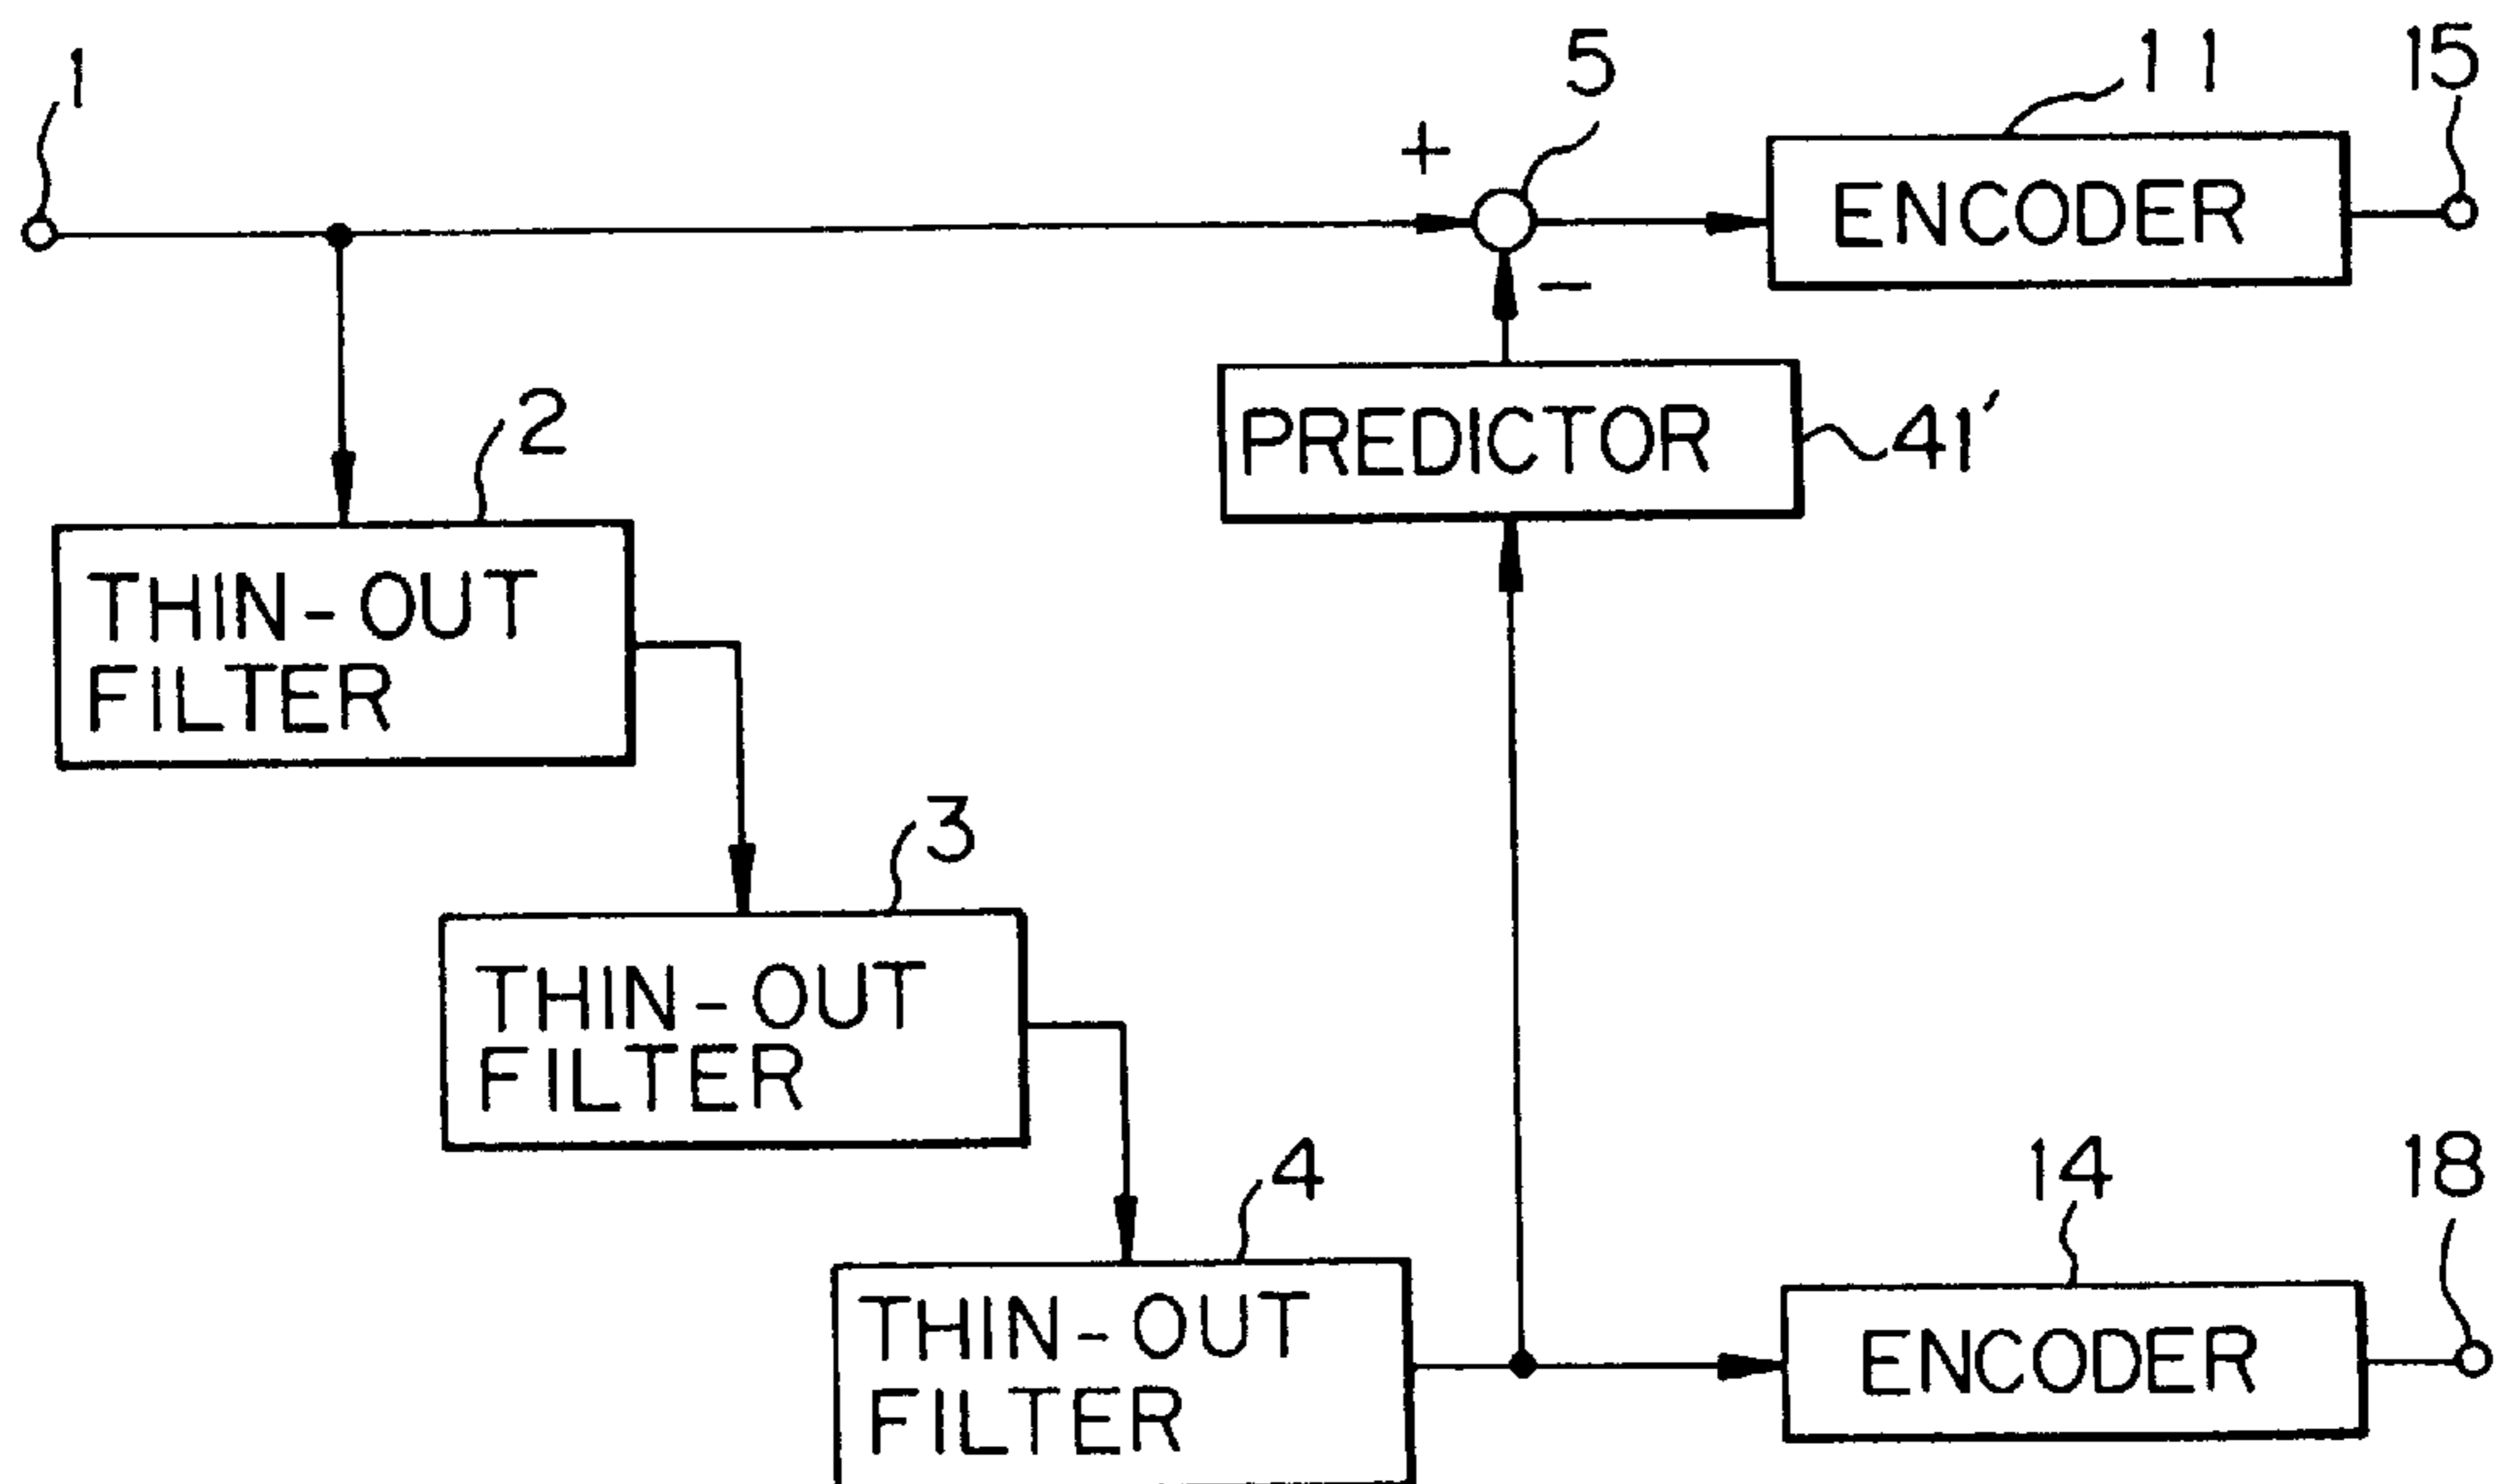 1
5
11
15
+
ENCODER
−
PREDICTOR
41′
2
THIN-OUT
FILTER
3
THIN-OUT
FILTER
4
14
18
THIN-OUT
FILTER
ENCODER